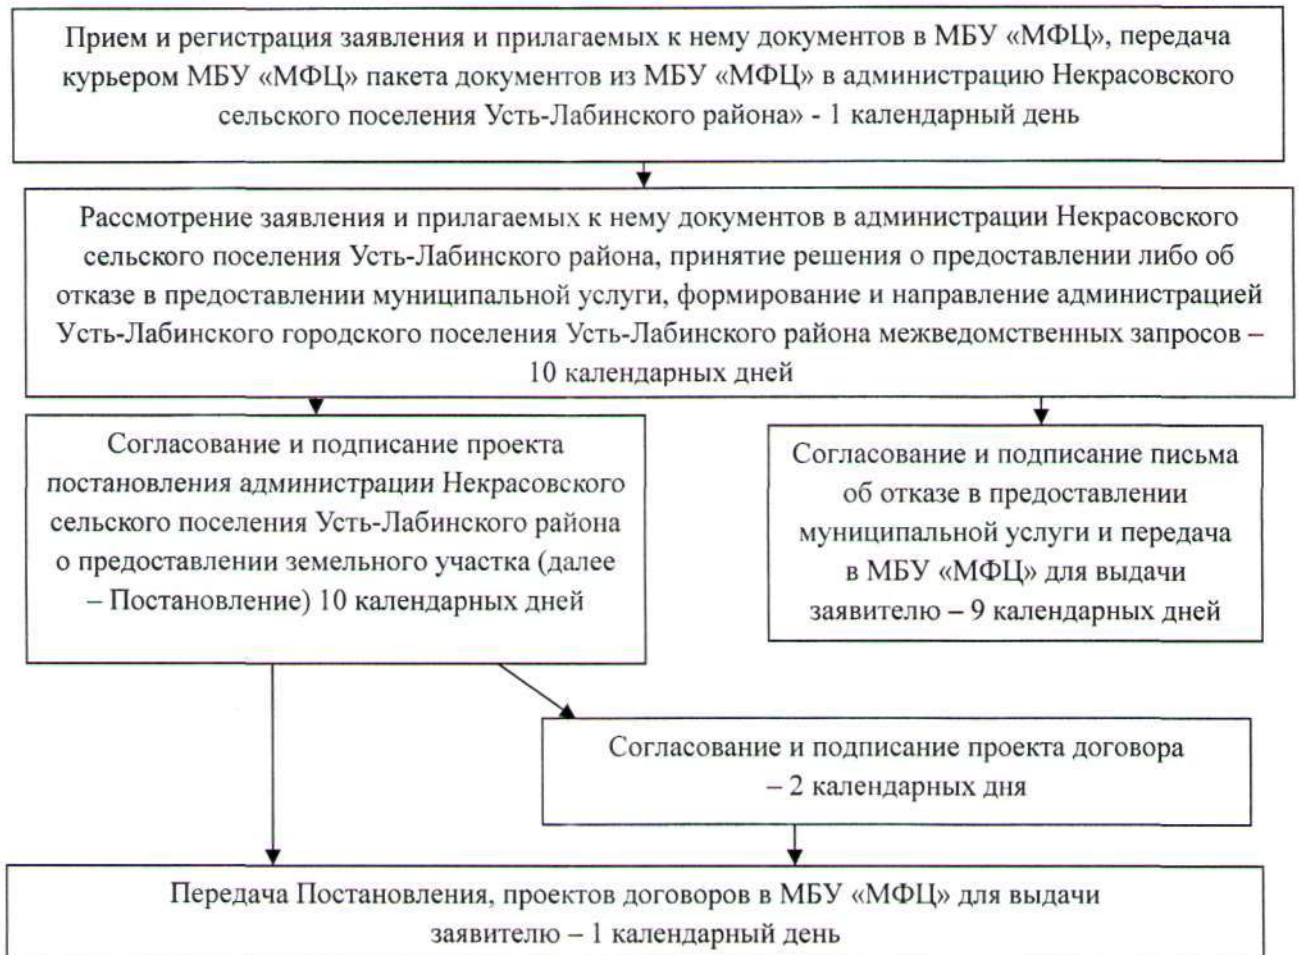 Прием и регистрация заявления и прилагаемых к нему документов в МБУ «МФЦ», передача
курьером МБУ «МФЦ» пакета документов из МБУ «МФЦ» в администрацию Некрасовского
сельского поселения Усть-Лабинского района» - 1 календарный день
Рассмотрение заявления и прилагаемых к нему документов в администрации Некрасовского
сельского поселения Усть-Лабинского района, принятие решения о предоставлении либо об
отказе в предоставлении муниципальной услуги, формирование и направление администрацией
Усть-Лабинского городского поселения Усть-Лабинского района межведомственных запросов –
10 календарных дней
Согласование и подписание проекта
постановления администрации Некрасовского
сельского поселения Усть-Лабинского района
о предоставлении земельного участка (далее
– Постановление) 10 календарных дней
Согласование и подписание письма
об отказе в предоставлении
муниципальной услуги и передача
в МБУ «МФЦ» для выдачи
заявителю – 9 календарных дней
Согласование и подписание проекта договора
– 2 календарных дня
Передача Постановления, проектов договоров в МБУ «МФЦ» для выдачи
заявителю – 1 календарный день